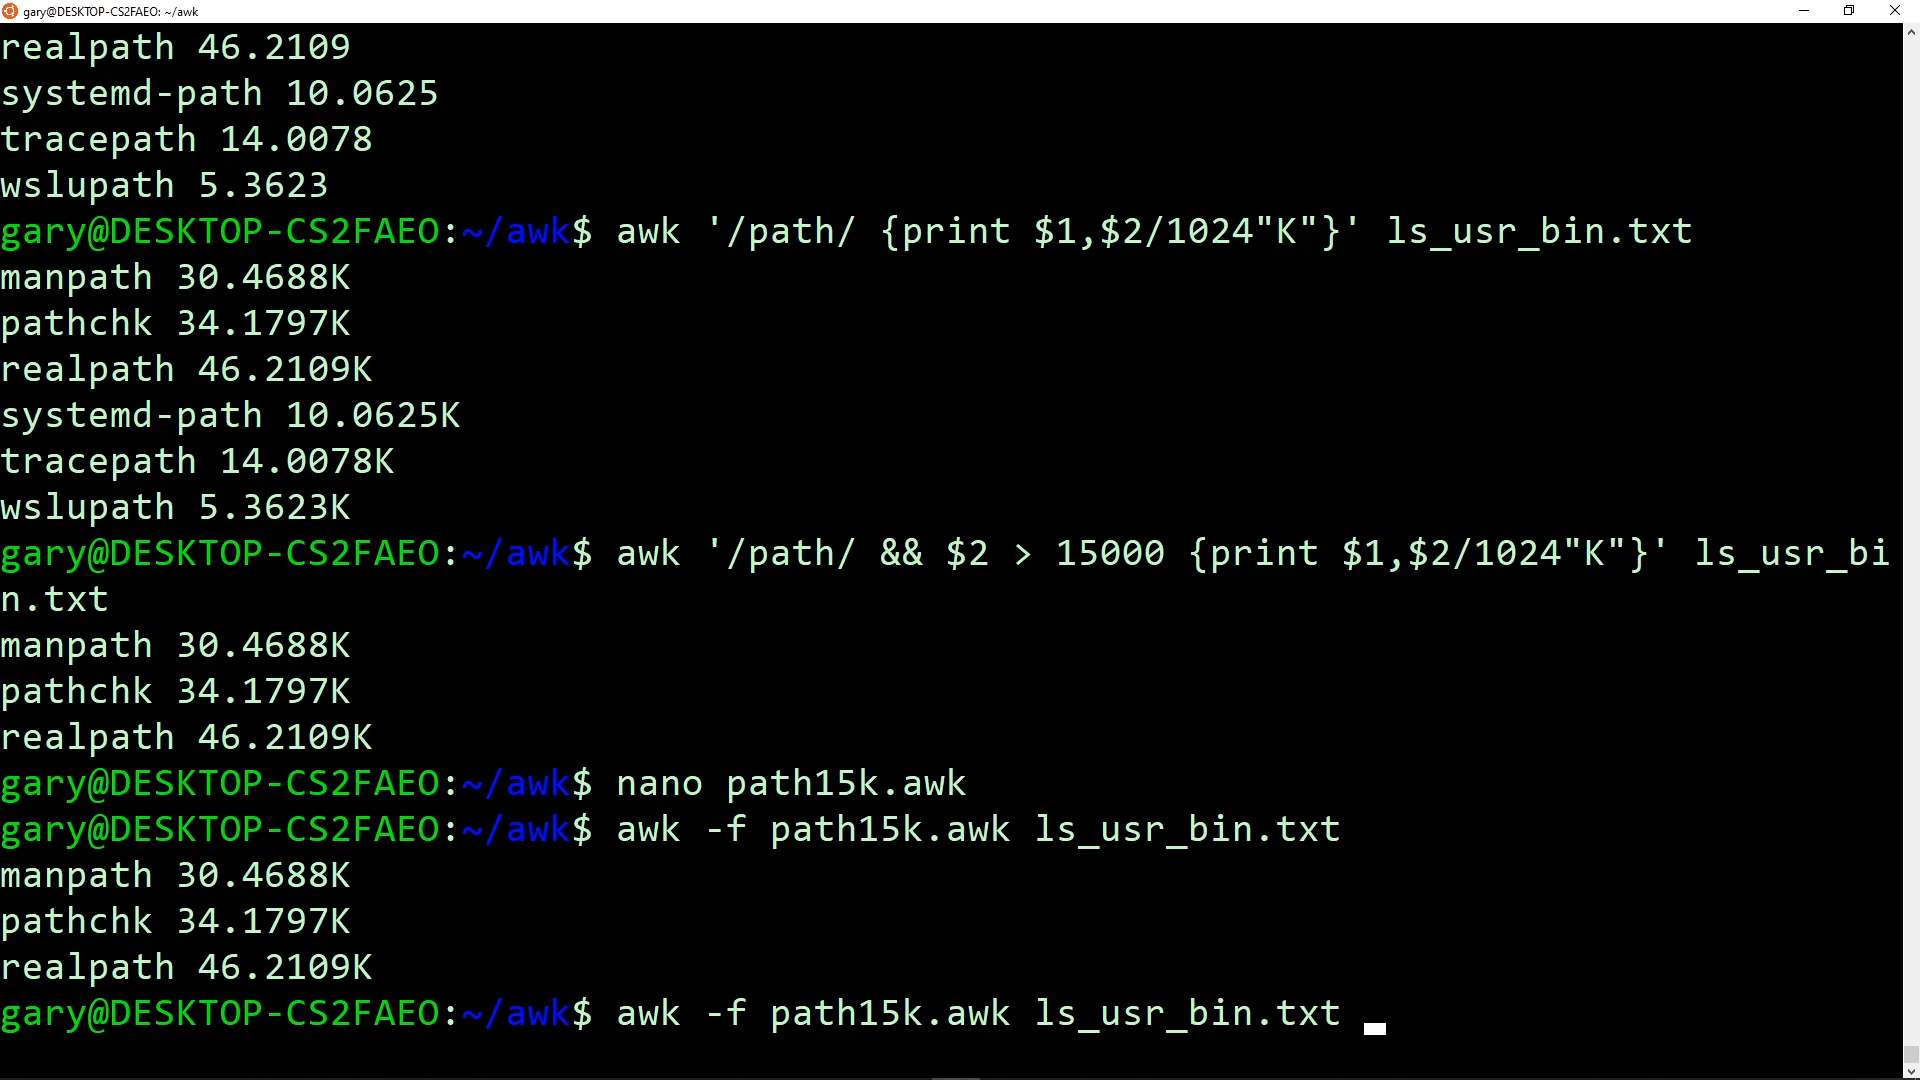 gary@DESKTOP-CS2FAEO: ~/awk
realpath 46.2109
systemd-path 10.0625
tracepath 14.0078
wslupath 5.3623
gary@DESKTOP-CS2FAEO:~/awk$ awk '/path/ {print $1,$2/1024"K"}' ls_usr_bin.txt
manpath 30.4688K
pathchk 34.1797K
realpath 46.2109K
systemd-path 10.0625K
tracepath 14.0078K
wslupath 5.3623K
gary@DESKTOP-CS2FAEO:~/awk$ awk '/path/ && $2 > 15000 {print $1,$2/1024"K"}' ls_usr_bi
n.txt
manpath 30.4688K
pathchk 34.1797K
realpath 46.2109K
gary@DESKTOP-CS2FAEO:~/awk$ nano path15k.awk
gary@DESKTOP-CS2FAEO:~/awk$ awk -f path15k.awk ls_usr_bin.txt
manpath 30.4688K
pathchk 34.1797K
realpath 46.2109K
gary@DESKTOP-CS2FAEO:~/awk$ awk -f path15k.awk ls_usr_bin.txt